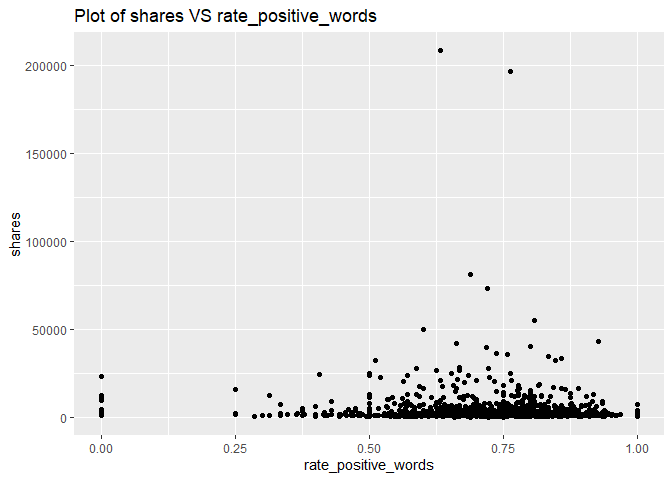 Plot of shares VS rate_positive_words
200000
150000
100000
50000
0
shares
0.00 0.25 0.50 0.75 1.00
rate_positive_words